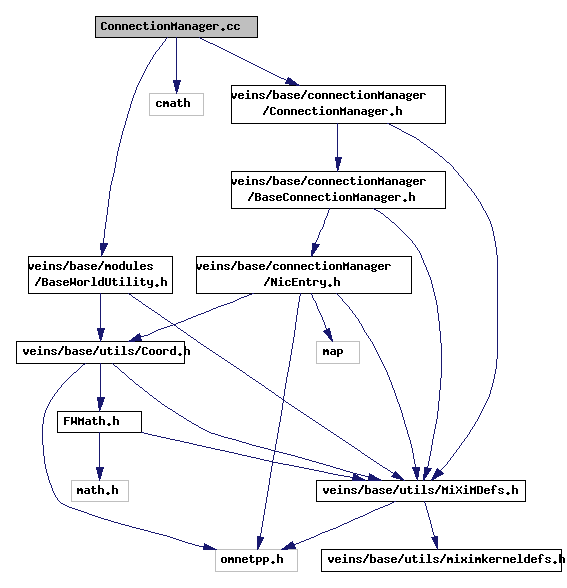 ConnectionManager.cc
cmath
veins/base/connectionManager
/ConnectionManager.h
veins/base/connectionManager
/BaseConnectionManager.h
veins/base/modules
/BaseWorldUtility.h
veins/base/connectionManager
/NicEntry.h
veins/base/utils/Coord.h
map
FWMath.h
math.h
veins/base/utils/MiXiMDefs.h
omnetpp.h
veins/base/utils/miximkerneldefs.h